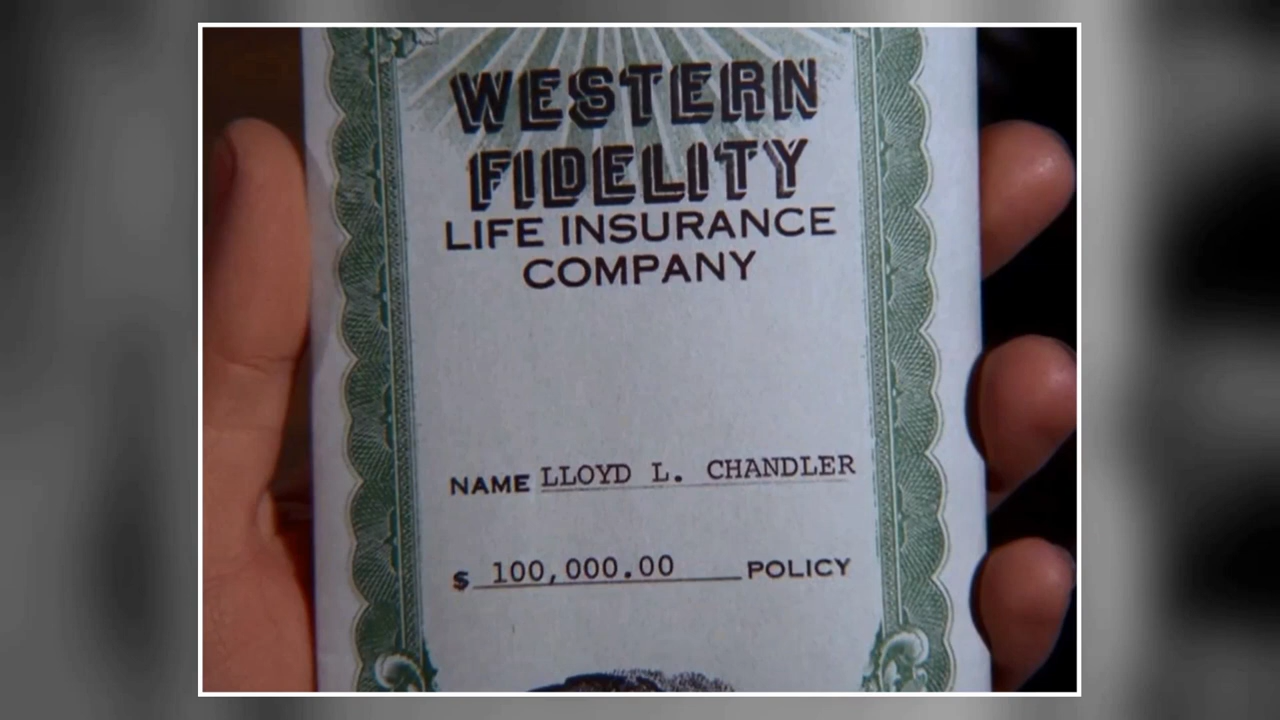 WESTERN
FIDELITY
LIFE INSURANCE
COMPANY
NAME LLOYD L. CHANDLER
$ 100,000.00 POLICY